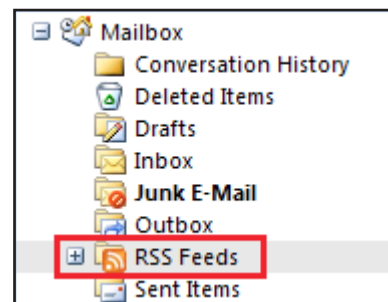 Mailbox
Conversation History
Deleted Items
Drafts
Inbox
Junk E-Mail
Outbox
RSS Feeds
Sent Items